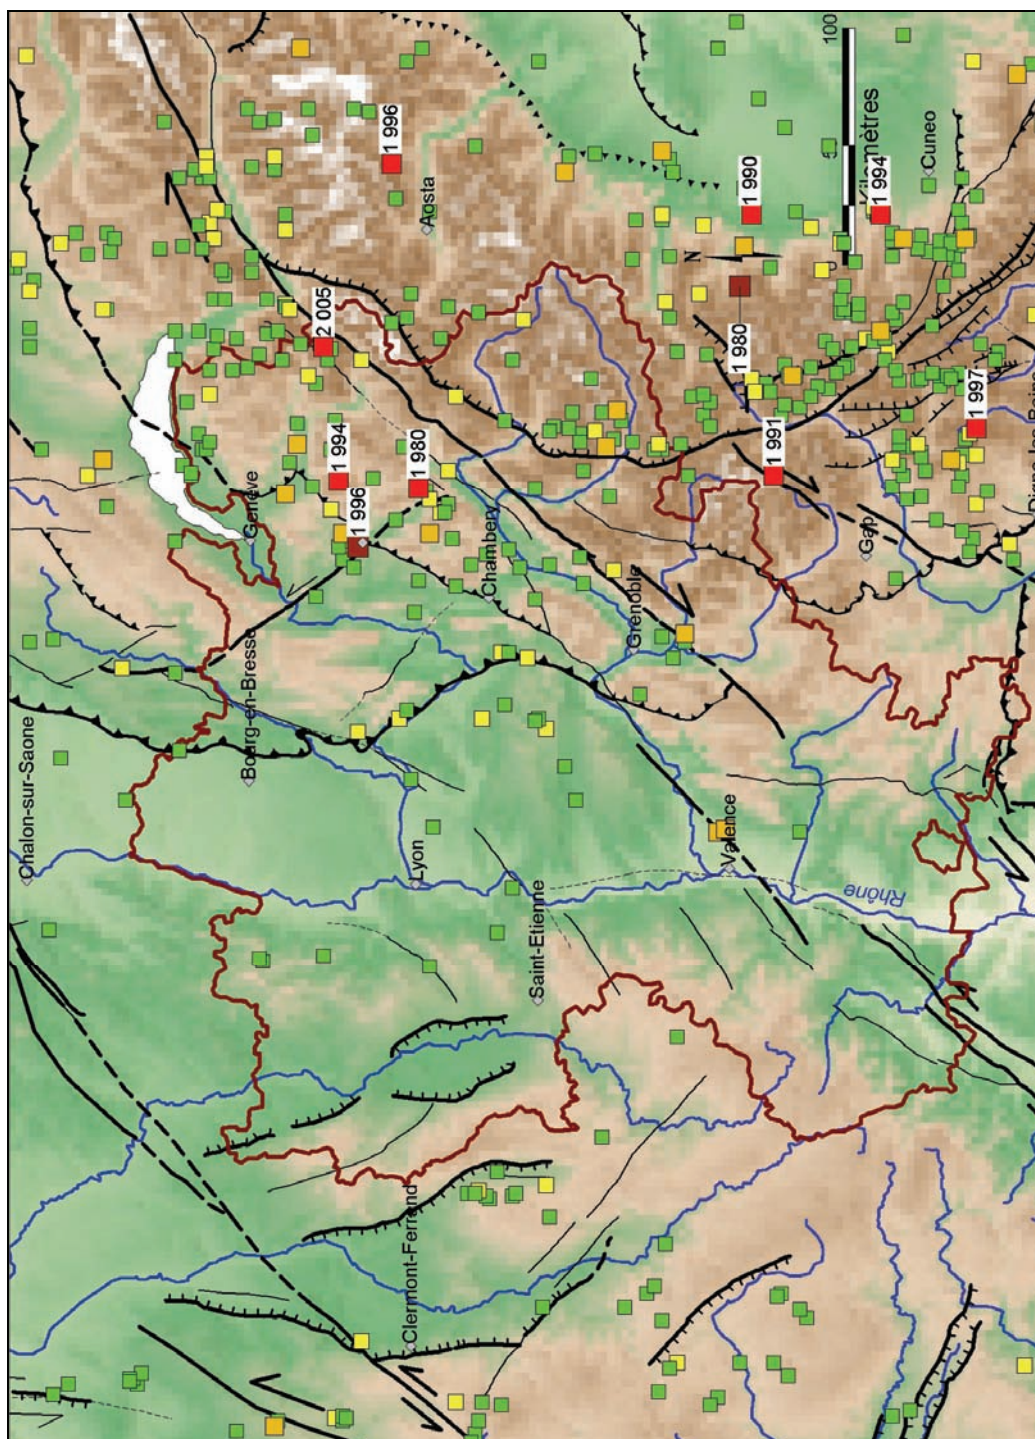 Chalon-sur-Saone
Bourg-en-Bresse
Genève
2 005
1 994
1 996
1 996
Clermont-Ferrand
Lyon
1 980
Aosta
Chambery
Saint-Etienne
Grenoble
N
Valence
1 980
1 990
1 991
100
Gap
Kilomètres
1 994
Rhône
Cuneo
1 997